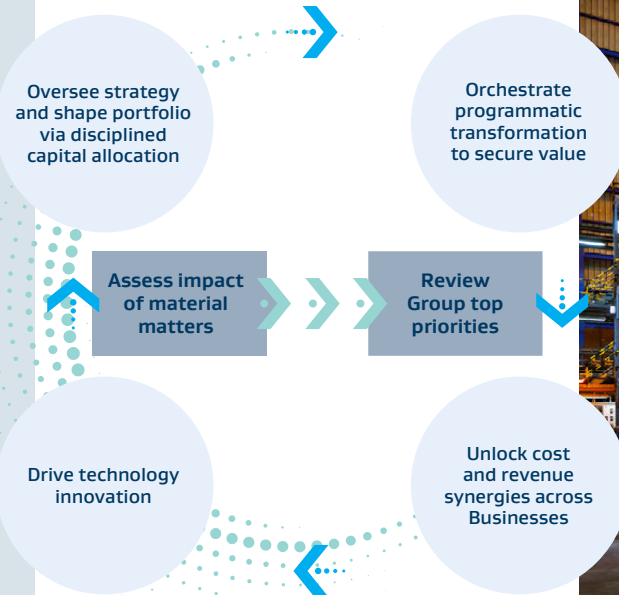 Oversee strategy
and shape portfolio
via disciplined
capital allocation
Orchestrate
programmatic
transformation
to secure value
Assess impact
of material
matters
Review
Group top
priorities
Drive technology
innovation
Unlock cost
and revenue
synergies across
Businesses